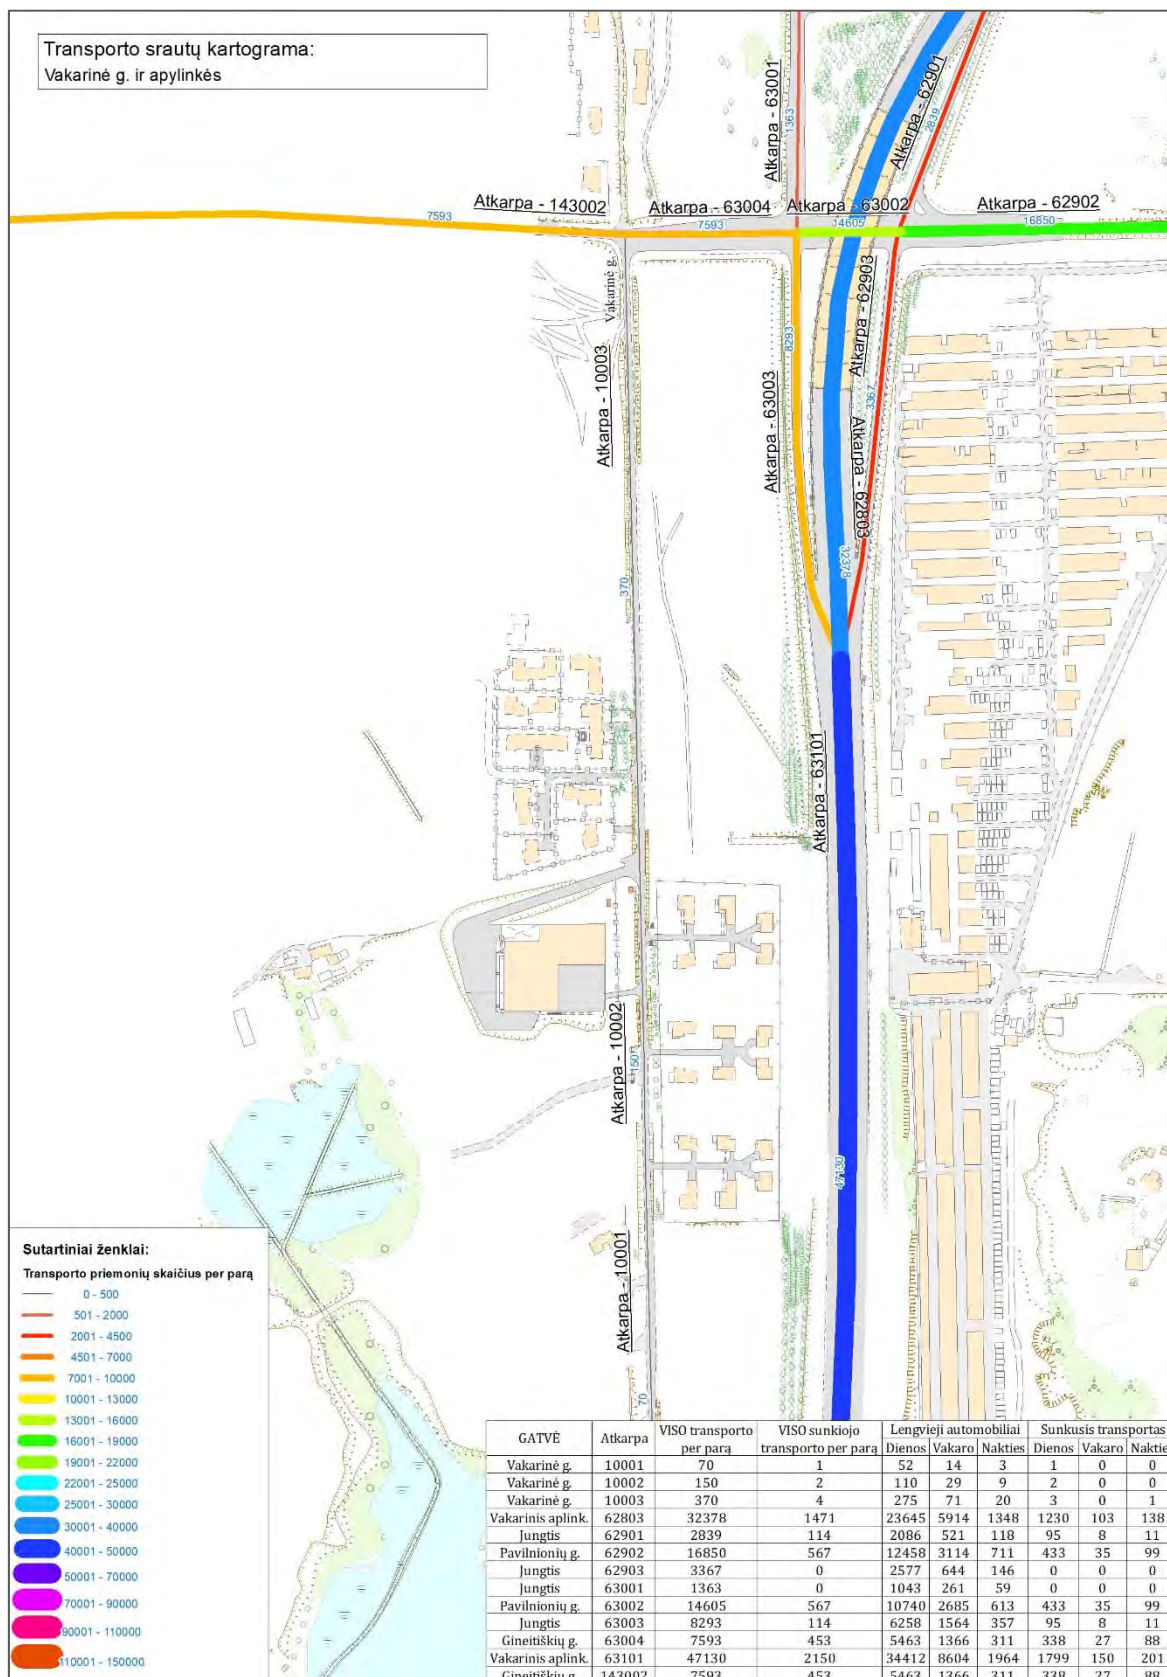 Transporto srautų kartograma:
Vakarinė g. ir apylinkės
Atkarpa - 63001
1363
Atkarpa - 62901
2839
Atkarpa - 143002
7593
Atkarpa - 63004
7593
Atkarpa - 63002
14605
Atkarpa - 62902
16850
Vakarinė g.
Atkarpa - 10003
8293
Atkarpa - 63003
Atkarpa - 62903
3367
Atkarpa - 62803
32378
370
Atkarpa - 63101
Atkarpa - 10002
150
47130
Atkarpa - 10001
70
Sutartiniai ženklai:
Transporto priemonių skaičius per parą
0 - 500
501 - 2000
2001 - 4500
4501 - 7000
7001 - 10000
10001 - 13000
13001 - 16000
16001 - 19000
19001 - 22000
22001 - 25000
25001 - 30000
30001 - 40000
40001 - 50000
50001 - 70000
70001 - 90000
90001 - 110000
110001 - 150000
GATVĖ Atkarpa VISO transporto per parą VISO sunkiojo transporto per parą Lengvieji automobiliai Sunkusis transportas
Dienos Vakaro Nakties Dienos Vakaro Naktie
Vakarinė g. 10001 70 1 52 14 3 1 0 0
Vakarinė g. 10002 150 2 110 29 9 2 0 0
Vakarinė g. 10003 370 4 275 71 20 3 0 1
Vakarinis aplink. 62803 32378 1471 23645 5914 1348 1230 103 138
Jungtis 62901 2839 114 2086 521 118 95 8 11
Pavilnionių g. 62902 16850 567 12458 3114 711 433 35 99
Jungtis 62903 3367 0 2577 644 146 0 0 0
Jungtis 63001 1363 0 1043 261 59 0 0 0
Pavilnionių g. 63002 14605 567 10740 2685 613 433 35 99
Jungtis 63003 8293 114 6258 1564 357 95 8 11
Gineitiškių g. 63004 7593 453 5463 1366 311 338 27 88
Vakarinis aplink. 63101 47130 2150 34412 8604 1964 1799 150 201
Gineitiškių g. 143002 7593 453 5463 1366 311 338 27 88